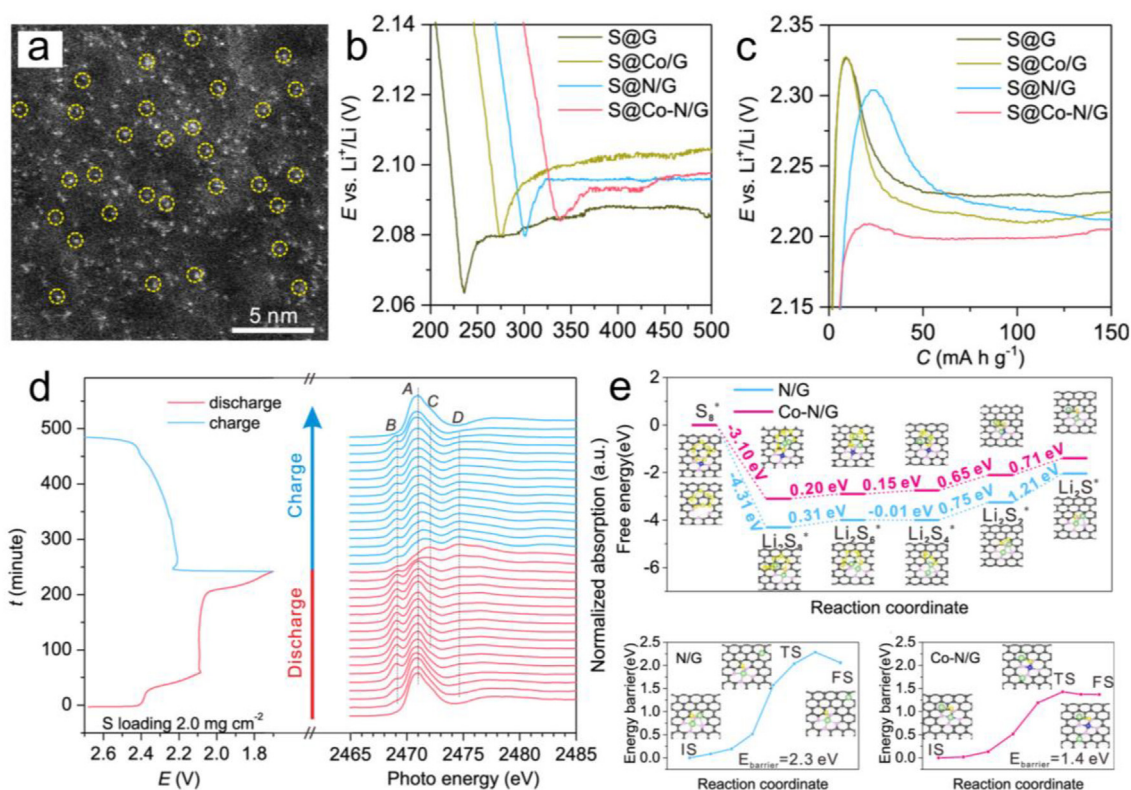 a
5 nm
b
E vs. Li⁺/Li (V)
2.14
2.12
2.10
2.08
2.06
S@G
S@Co/G
S@N/G
S@Co-N/G
200 250 300 350 400 450 500
c
E vs. Li⁺/Li (V)
2.35
2.30
2.25
2.20
2.15
S@G
S@Co/G
S@N/G
S@Co-N/G
0 50 100 150
C (mA h g⁻¹)
d
t (minute)
500
400
300
200
100
0
discharge
charge
S loading 2.0 mg cm⁻²
2.6 2.4 2.2 2.0 1.8
E (V)
Charge
Discharge
A
B
C
D
Normalized absorption (a.u.)
2465 2470 2475 2480 2485
Photo energy (eV)
e
Free energy(eV)
2
0
-2
-4
-6
N/G
Co-N/G
S₈*
-3.10 eV
0.20 eV 0.15 eV 0.65 eV 0.71 eV
-4.31 eV
0.31 eV -0.01 eV 0.75 eV 1.21 eV
Li₂S₈* Li₂S₆* Li₂S₄* Li₂S₂* Li₂S*
Reaction coordinate
Energy barrier(eV)
2.5
2.0
1.5
1.0
0.5
0.0
N/G
TS
FS
IS
E barrier=2.3 eV
Reaction coordinate
Energy barrier(eV)
2.5
2.0
1.5
1.0
0.5
0.0
Co-N/G
TS FS
IS
E barrier=1.4 eV
Reaction coordinate